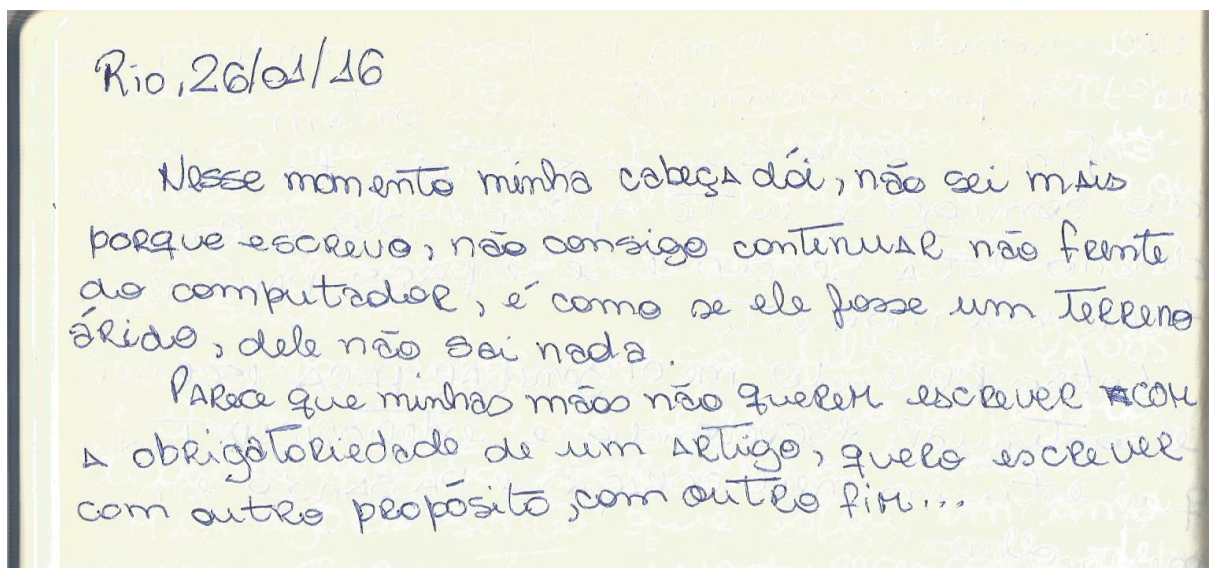 Rio, 26/01/16
Nesse momento minha cabeça dói, não sei mais
porque escrevo, não consigo continuar não frente
ao computador, é como se ele fosse um terreno
árido, dele não sai nada.
Parece que minhas mãos não querem escrever com
a obrigatoriedade de um artigo, quero escrever
com outro propósito, com outro fim...